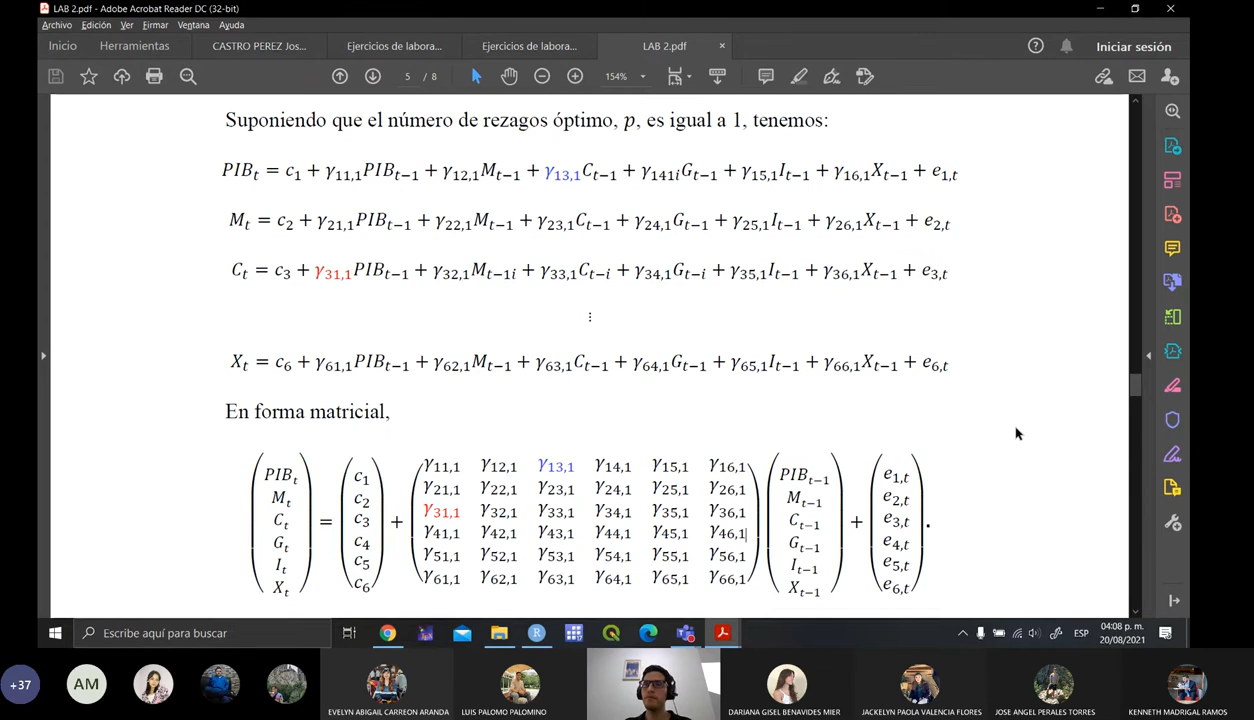 LAB 2.pdf - Adobe Acrobat Reader DC (32-bit)
Archivo Edición Ver Firmar Ventana Ayuda
Inicio Herramientas CASTRO PEREZ Jos... Ejercicios de labora... Ejercicios de labora... LAB 2.pdf × Iniciar sesión
5 / 8 154%
Suponiendo que el número de rezagos óptimo, p, es igual a 1, tenemos:
PIB_t = c_1 + γ_{11,1}PIB_{t−1} + γ_{12,1}M_{t−1} + γ_{13,1}C_{t−1} + γ_{141i}G_{t−1} + γ_{15,1}I_{t−1} + γ_{16,1}X_{t−1} + e_{1,t}
M_t = c_2 + γ_{21,1}PIB_{t−1} + γ_{22,1}M_{t−1} + γ_{23,1}C_{t−1} + γ_{24,1}G_{t−1} + γ_{25,1}I_{t−1} + γ_{26,1}X_{t−1} + e_{2,t}
C_t = c_3 + γ_{31,1}PIB_{t−1} + γ_{32,1}M_{t−1i} + γ_{33,1}C_{t−i} + γ_{34,1}G_{t−i} + γ_{35,1}I_{t−1} + γ_{36,1}X_{t−1} + e_{3,t}
⋮
X_t = c_6 + γ_{61,1}PIB_{t−1} + γ_{62,1}M_{t−1} + γ_{63,1}C_{t−1} + γ_{64,1}G_{t−1} + γ_{65,1}I_{t−1} + γ_{66,1}X_{t−1} + e_{6,t}
En forma matricial,
PIB_t c_1 γ_{11,1} γ_{12,1} γ_{13,1} γ_{14,1} γ_{15,1} γ_{16,1} PIB_{t−1} e_{1,t}
M_t c_2 γ_{21,1} γ_{22,1} γ_{23,1} γ_{24,1} γ_{25,1} γ_{26,1} M_{t−1} e_{2,t}
C_t = c_3 + γ_{31,1} γ_{32,1} γ_{33,1} γ_{34,1} γ_{35,1} γ_{36,1} C_{t−1} + e_{3,t} .
G_t c_4 γ_{41,1} γ_{42,1} γ_{43,1} γ_{44,1} γ_{45,1} γ_{46,1} G_{t−1} e_{4,t}
I_t c_5 γ_{51,1} γ_{52,1} γ_{53,1} γ_{54,1} γ_{55,1} γ_{56,1} I_{t−1} e_{5,t}
X_t c_6 γ_{61,1} γ_{62,1} γ_{63,1} γ_{64,1} γ_{65,1} γ_{66,1} X_{t−1} e_{6,t}
Escribe aquí para buscar
ESP
04:08 p. m.
20/08/2021
+37 AM
EVELYN ABIGAIL CARREON ARANDA LUIS PALOMO PALOMINO DARIANA GISEL BENAVIDES MIER JACKELYN PAOLA VALENCIA FLORES JOSE ANGEL PERALES TORRES KENNETH MADRIGAL RAMOS